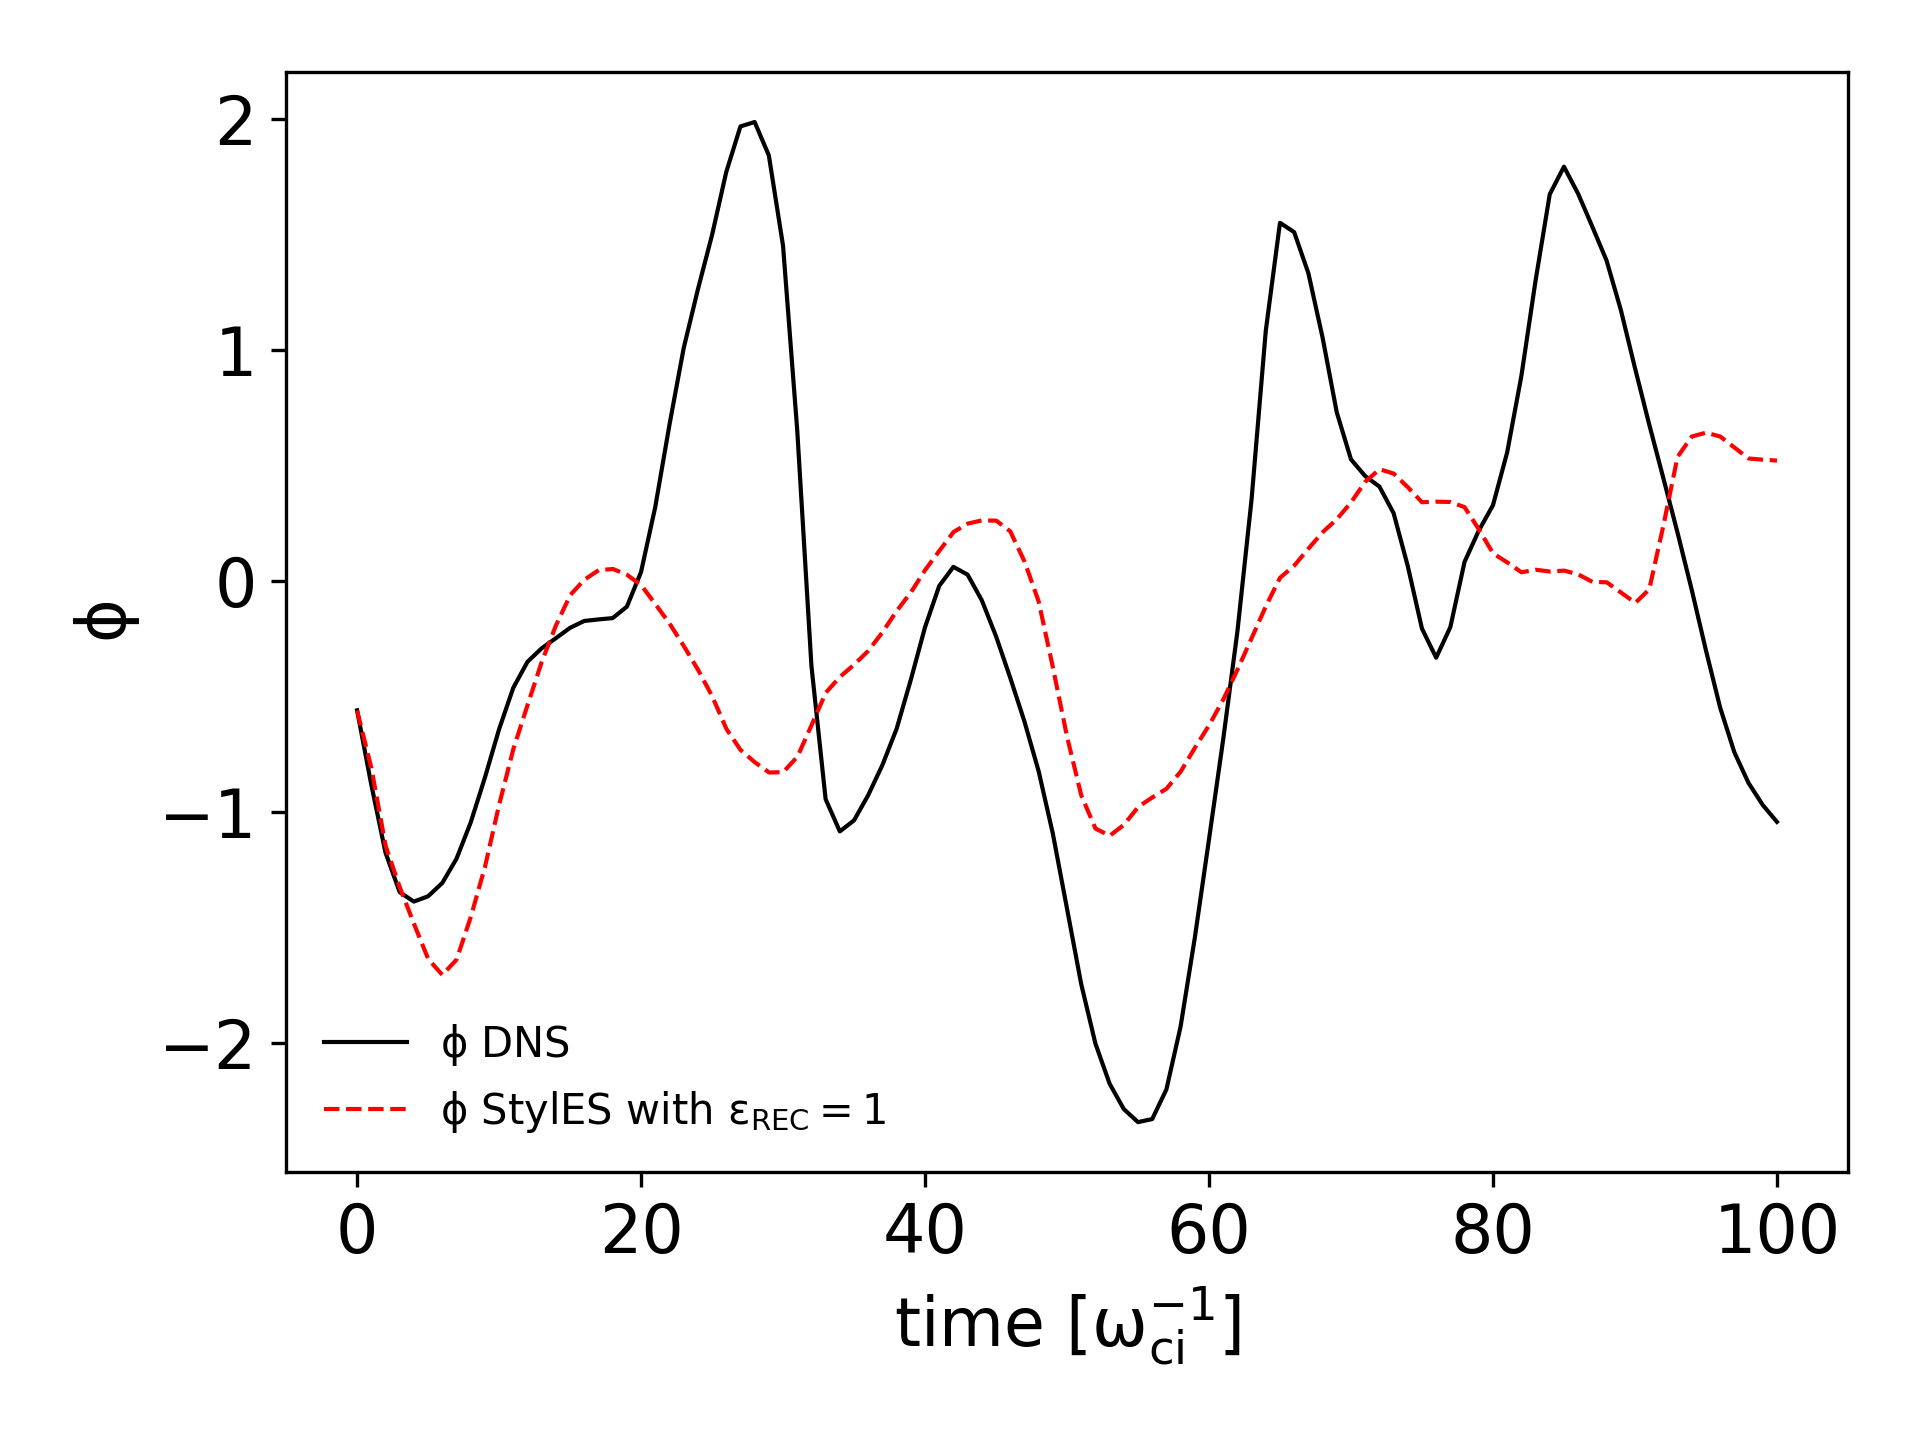 2
1
0
−1
−2
ϕ
ϕ DNS
ϕ StylES with ε_REC = 1
0 20 40 60 80 100
time [ω_ci^−1]